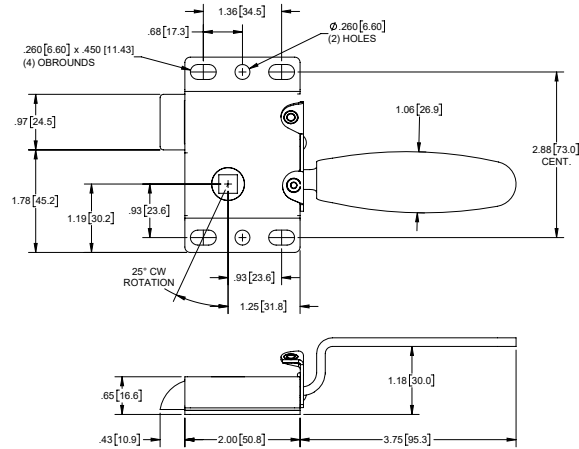 1.36 [34.5]
.68 [17.3]
Ø.260 [6.60]
(2) HOLES
.260 [6.60] x .450 [11.43]
(4) OBROUNDS
1.06 [26.9]
.97 [24.5]
2.88 [73.0]
CENT.
1.78 [45.2]
1.19 [30.2]
.93 [23.6]
25° CW
ROTATION
.93 [23.6]
1.25 [31.8]
1.18 [30.0]
.65 [16.6]
.43 [10.9]
2.00 [50.8]
3.75 [95.3]